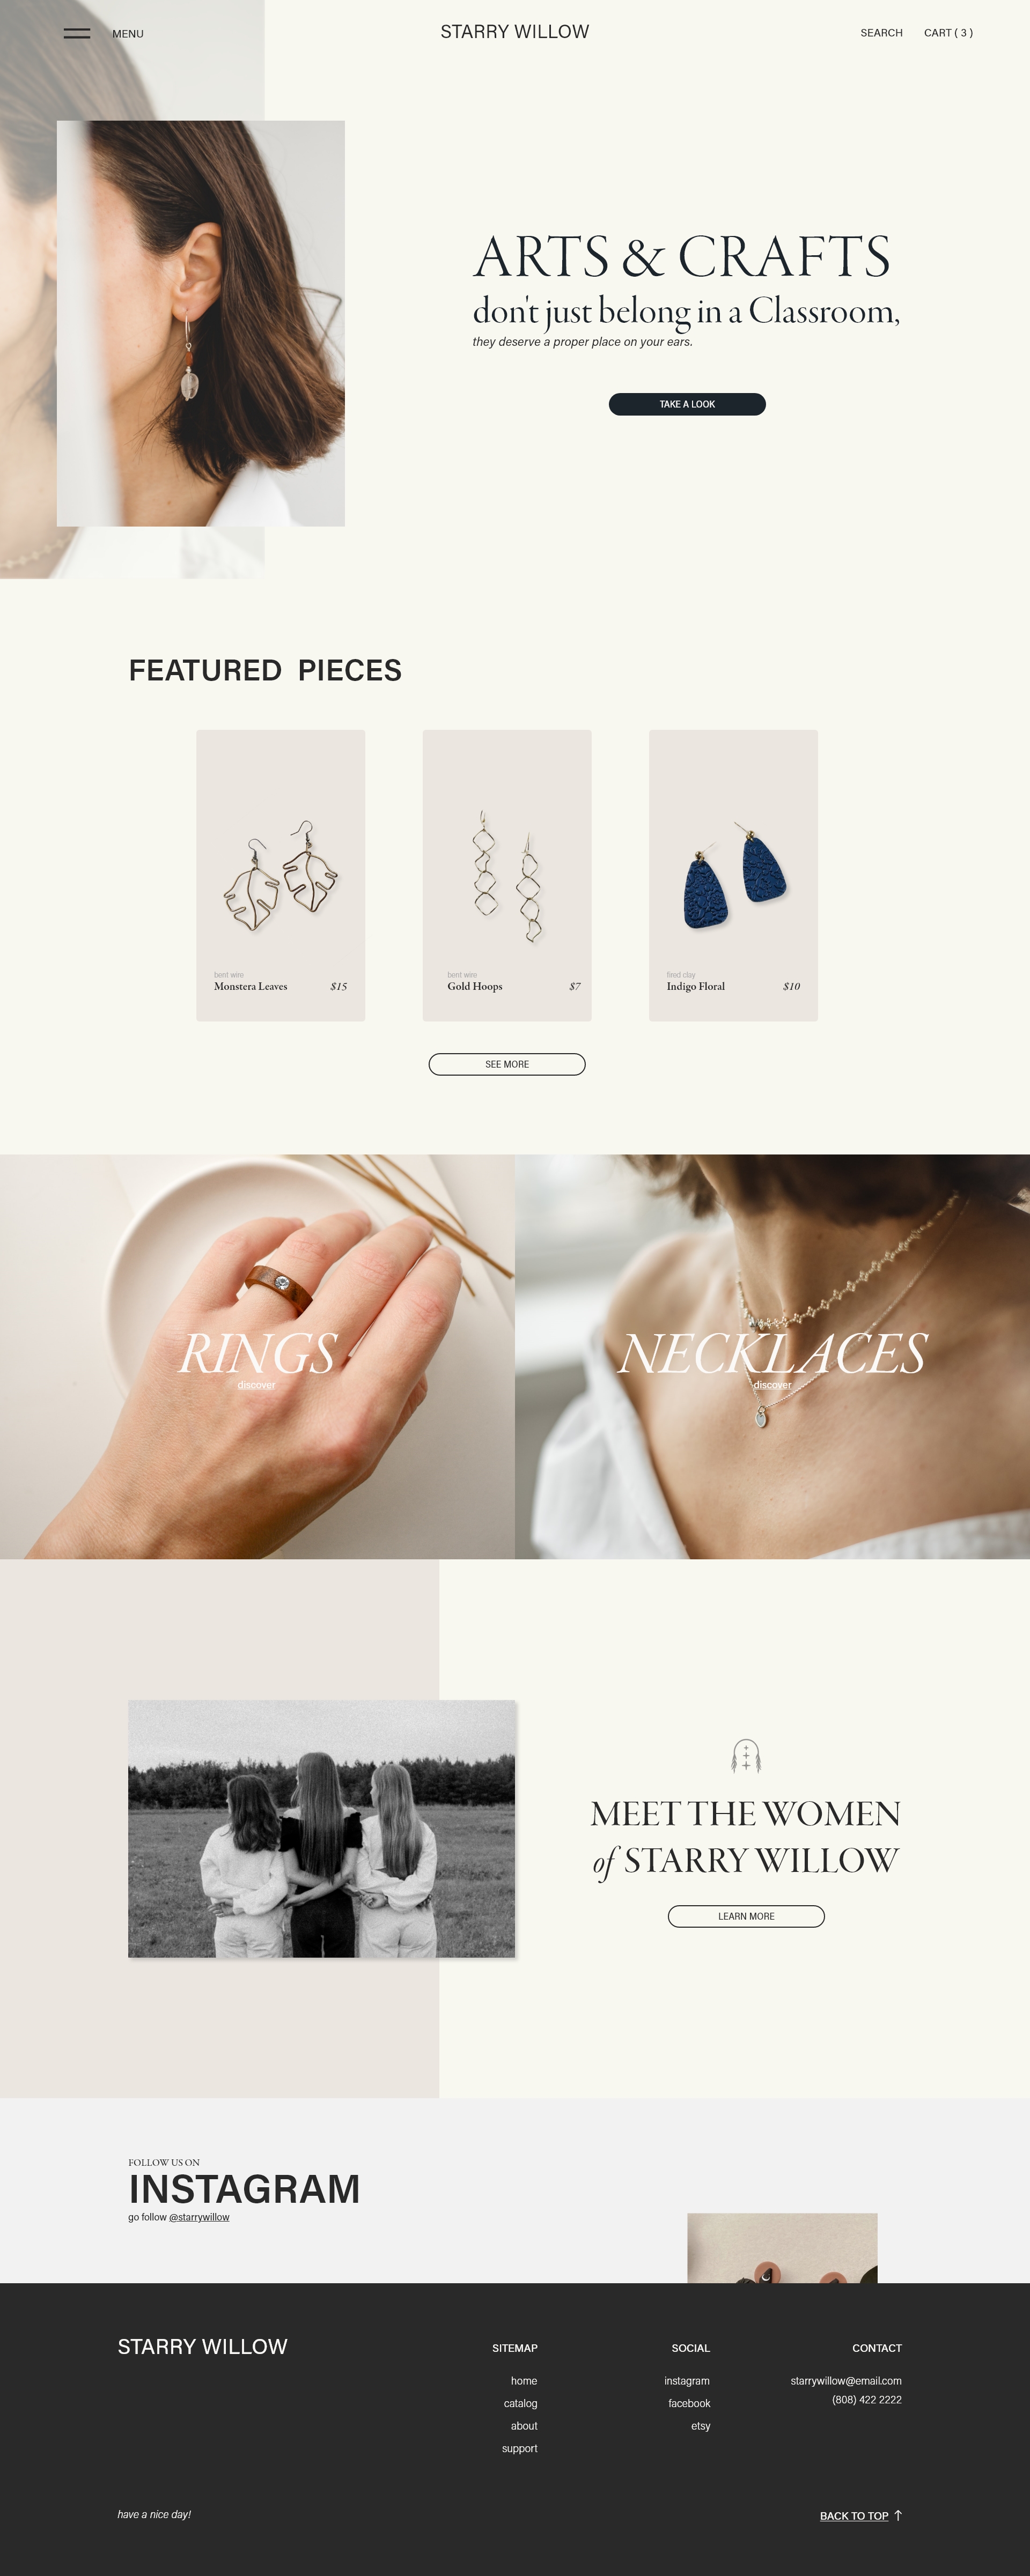 MENU
STARRY WILLOW
SEARCH
CART ( 3 )
ARTS & CRAFTS
don't just belong in a Classroom,
they deserve a proper place on your ears.
TAKE A LOOK
FEATURED PIECES
bent wire
Monstera Leaves $15
bent wire
Gold Hoops $7
fired clay
Indigo Floral $10
SEE MORE
RINGS
discover
NECKLACES
discover
MEET THE WOMEN
of STARRY WILLOW
LEARN MORE
FOLLOW US ON
INSTAGRAM
go follow @starrywillow
STARRY WILLOW
SITEMAP
home
catalog
about
support
SOCIAL
instagram
facebook
etsy
CONTACT
starrywillow@email.com
(808) 422 2222
have a nice day!
BACK TO TOP ↑